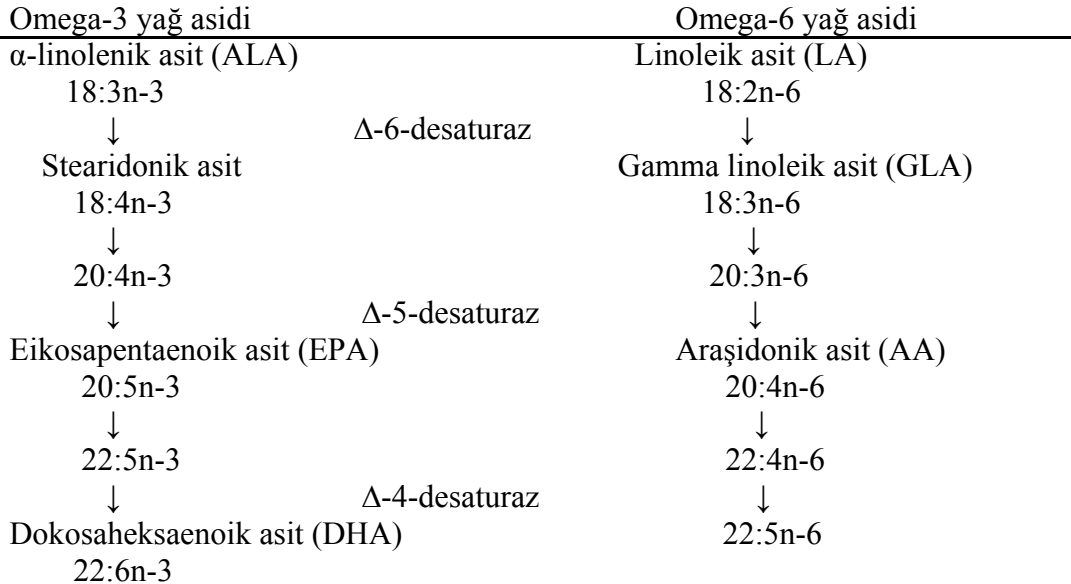 Omega-3 yağ asidi Omega-6 yağ asidi
α-linolenik asit (ALA) Linoleik asit (LA)
18:3n-3 18:2n-6
↓ Δ-6-desaturaz ↓
Stearidonik asit Gamma linoleik asit (GLA)
18:4n-3 18:3n-6
↓ ↓
20:4n-3 20:3n-6
↓ Δ-5-desaturaz ↓
Eikosapentaenoik asit (EPA) Araşidonik asit (AA)
20:5n-3 20:4n-6
↓ ↓
22:5n-3 22:4n-6
↓ Δ-4-desaturaz ↓
Dokosaheksaenoik asit (DHA) 22:5n-6
22:6n-3